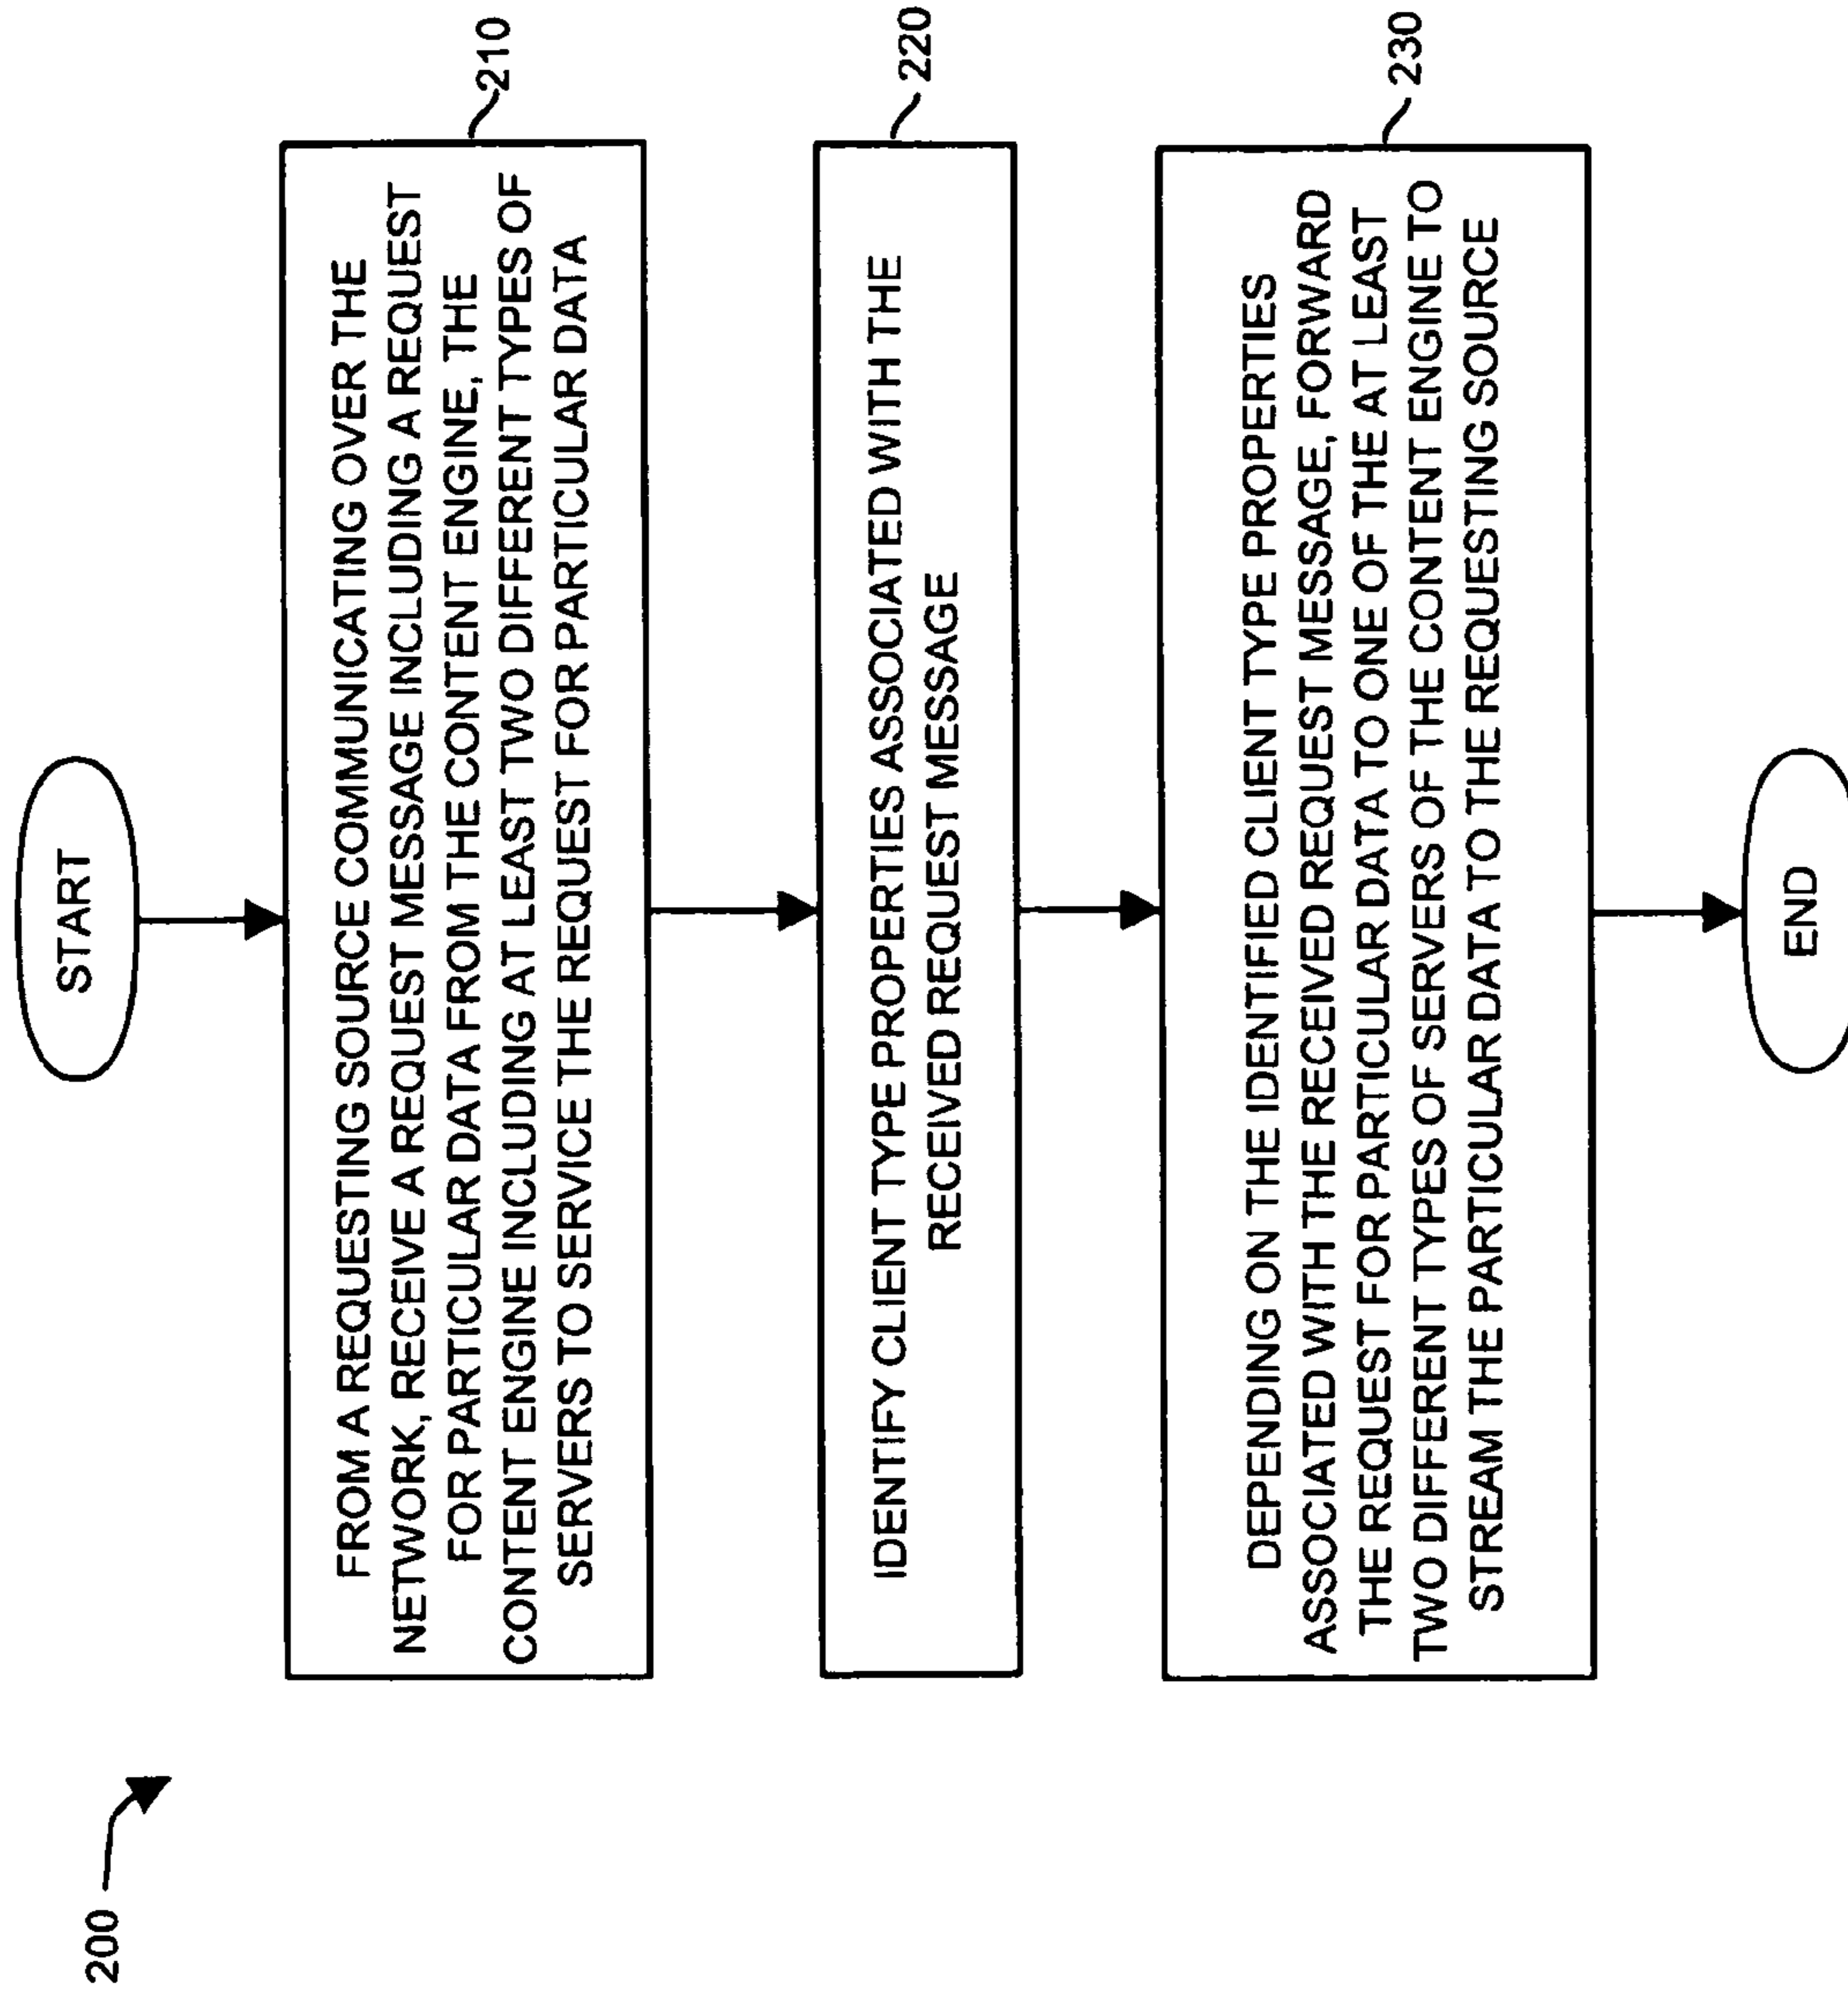 200
START
FROM A REQUESTING SOURCE COMMUNICATING OVER THE
NETWORK, RECEIVE A REQUEST MESSAGE INCLUDING A REQUEST
FOR PARTICULAR DATA FROM THE CONTENT ENGINE, THE
CONTENT ENGINE INCLUDING AT LEAST TWO DIFFERENT TYPES OF
SERVERS TO SERVICE THE REQUEST FOR PARTICULAR DATA
210
IDENTIFY CLIENT TYPE PROPERTIES ASSOCIATED WITH THE
RECEIVED REQUEST MESSAGE
220
DEPENDING ON THE IDENTIFIED CLIENT TYPE PROPERTIES
ASSOCIATED WITH THE RECEIVED REQUEST MESSAGE, FORWARD
THE REQUEST FOR PARTICULAR DATA TO ONE OF THE AT LEAST
TWO DIFFERENT TYPES OF SERVERS OF THE CONTENT ENGINE TO
STREAM THE PARTICULAR DATA TO THE REQUESTING SOURCE
230
END